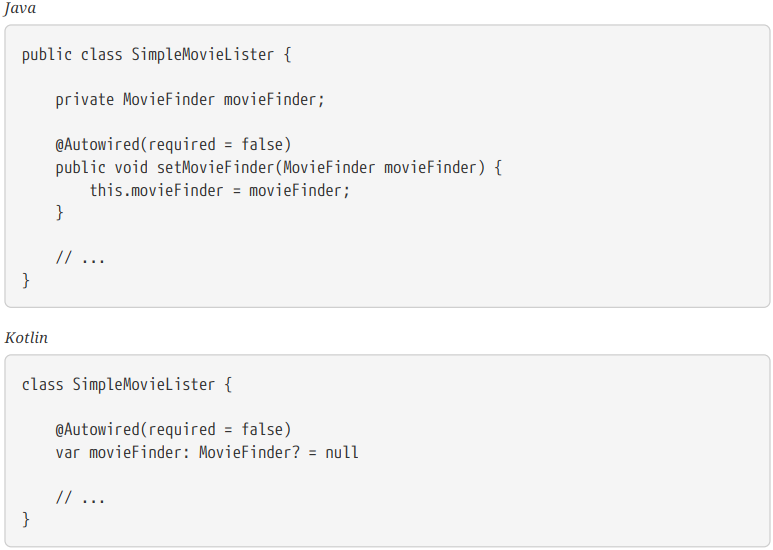 Java
public class SimpleMovieLister {
    private MovieFinder movieFinder;
    @Autowired(required = false)
    public void setMovieFinder(MovieFinder movieFinder) {
        this.movieFinder = movieFinder;
    }
    // ...
}
Kotlin
class SimpleMovieLister {
    @Autowired(required = false)
    var movieFinder: MovieFinder? = null
    // ...
}